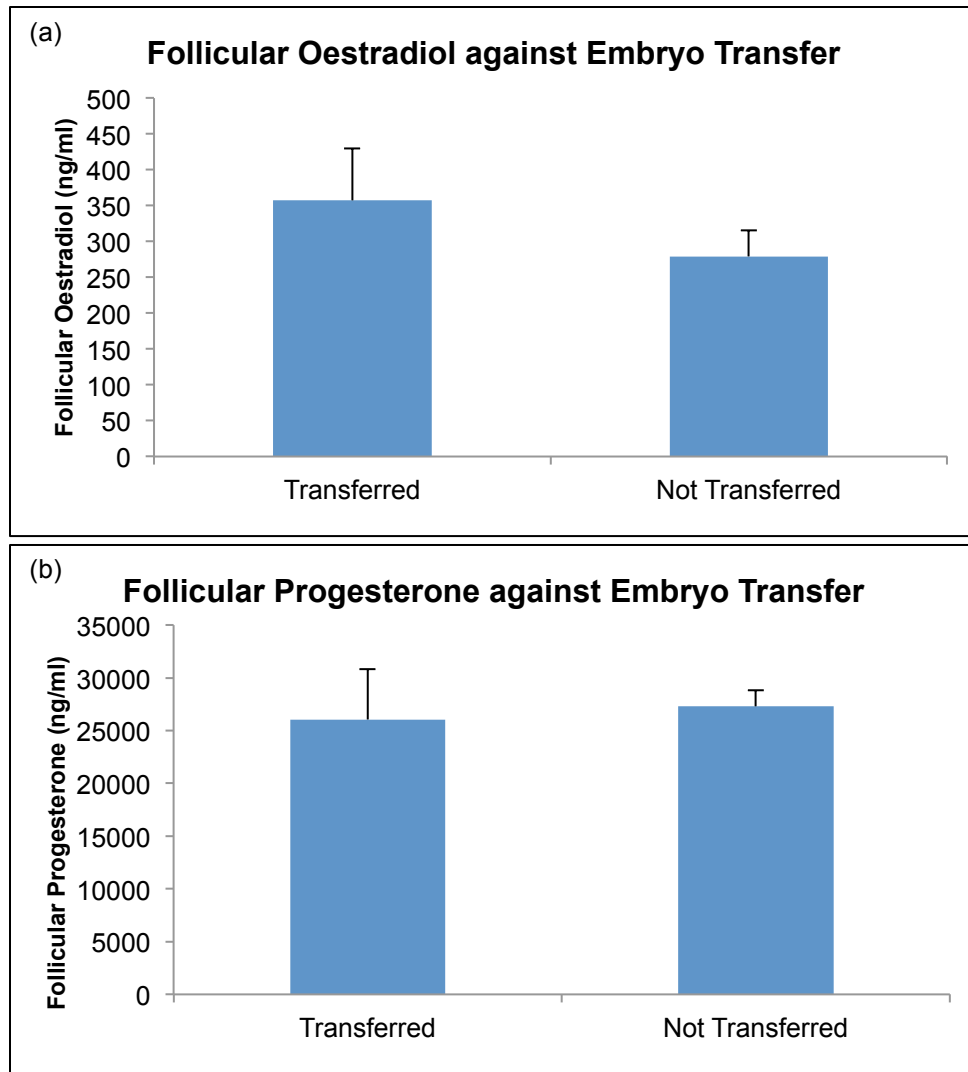 (a)
Follicular Oestradiol against Embryo Transfer
Follicular Oestradiol (ng/ml)
500
450
400
350
300
250
200
150
100
50
0
Transferred Not Transferred
(b)
Follicular Progesterone against Embryo Transfer
Follicular Progesterone (ng/ml)
35000
30000
25000
20000
15000
10000
5000
0
Transferred Not Transferred